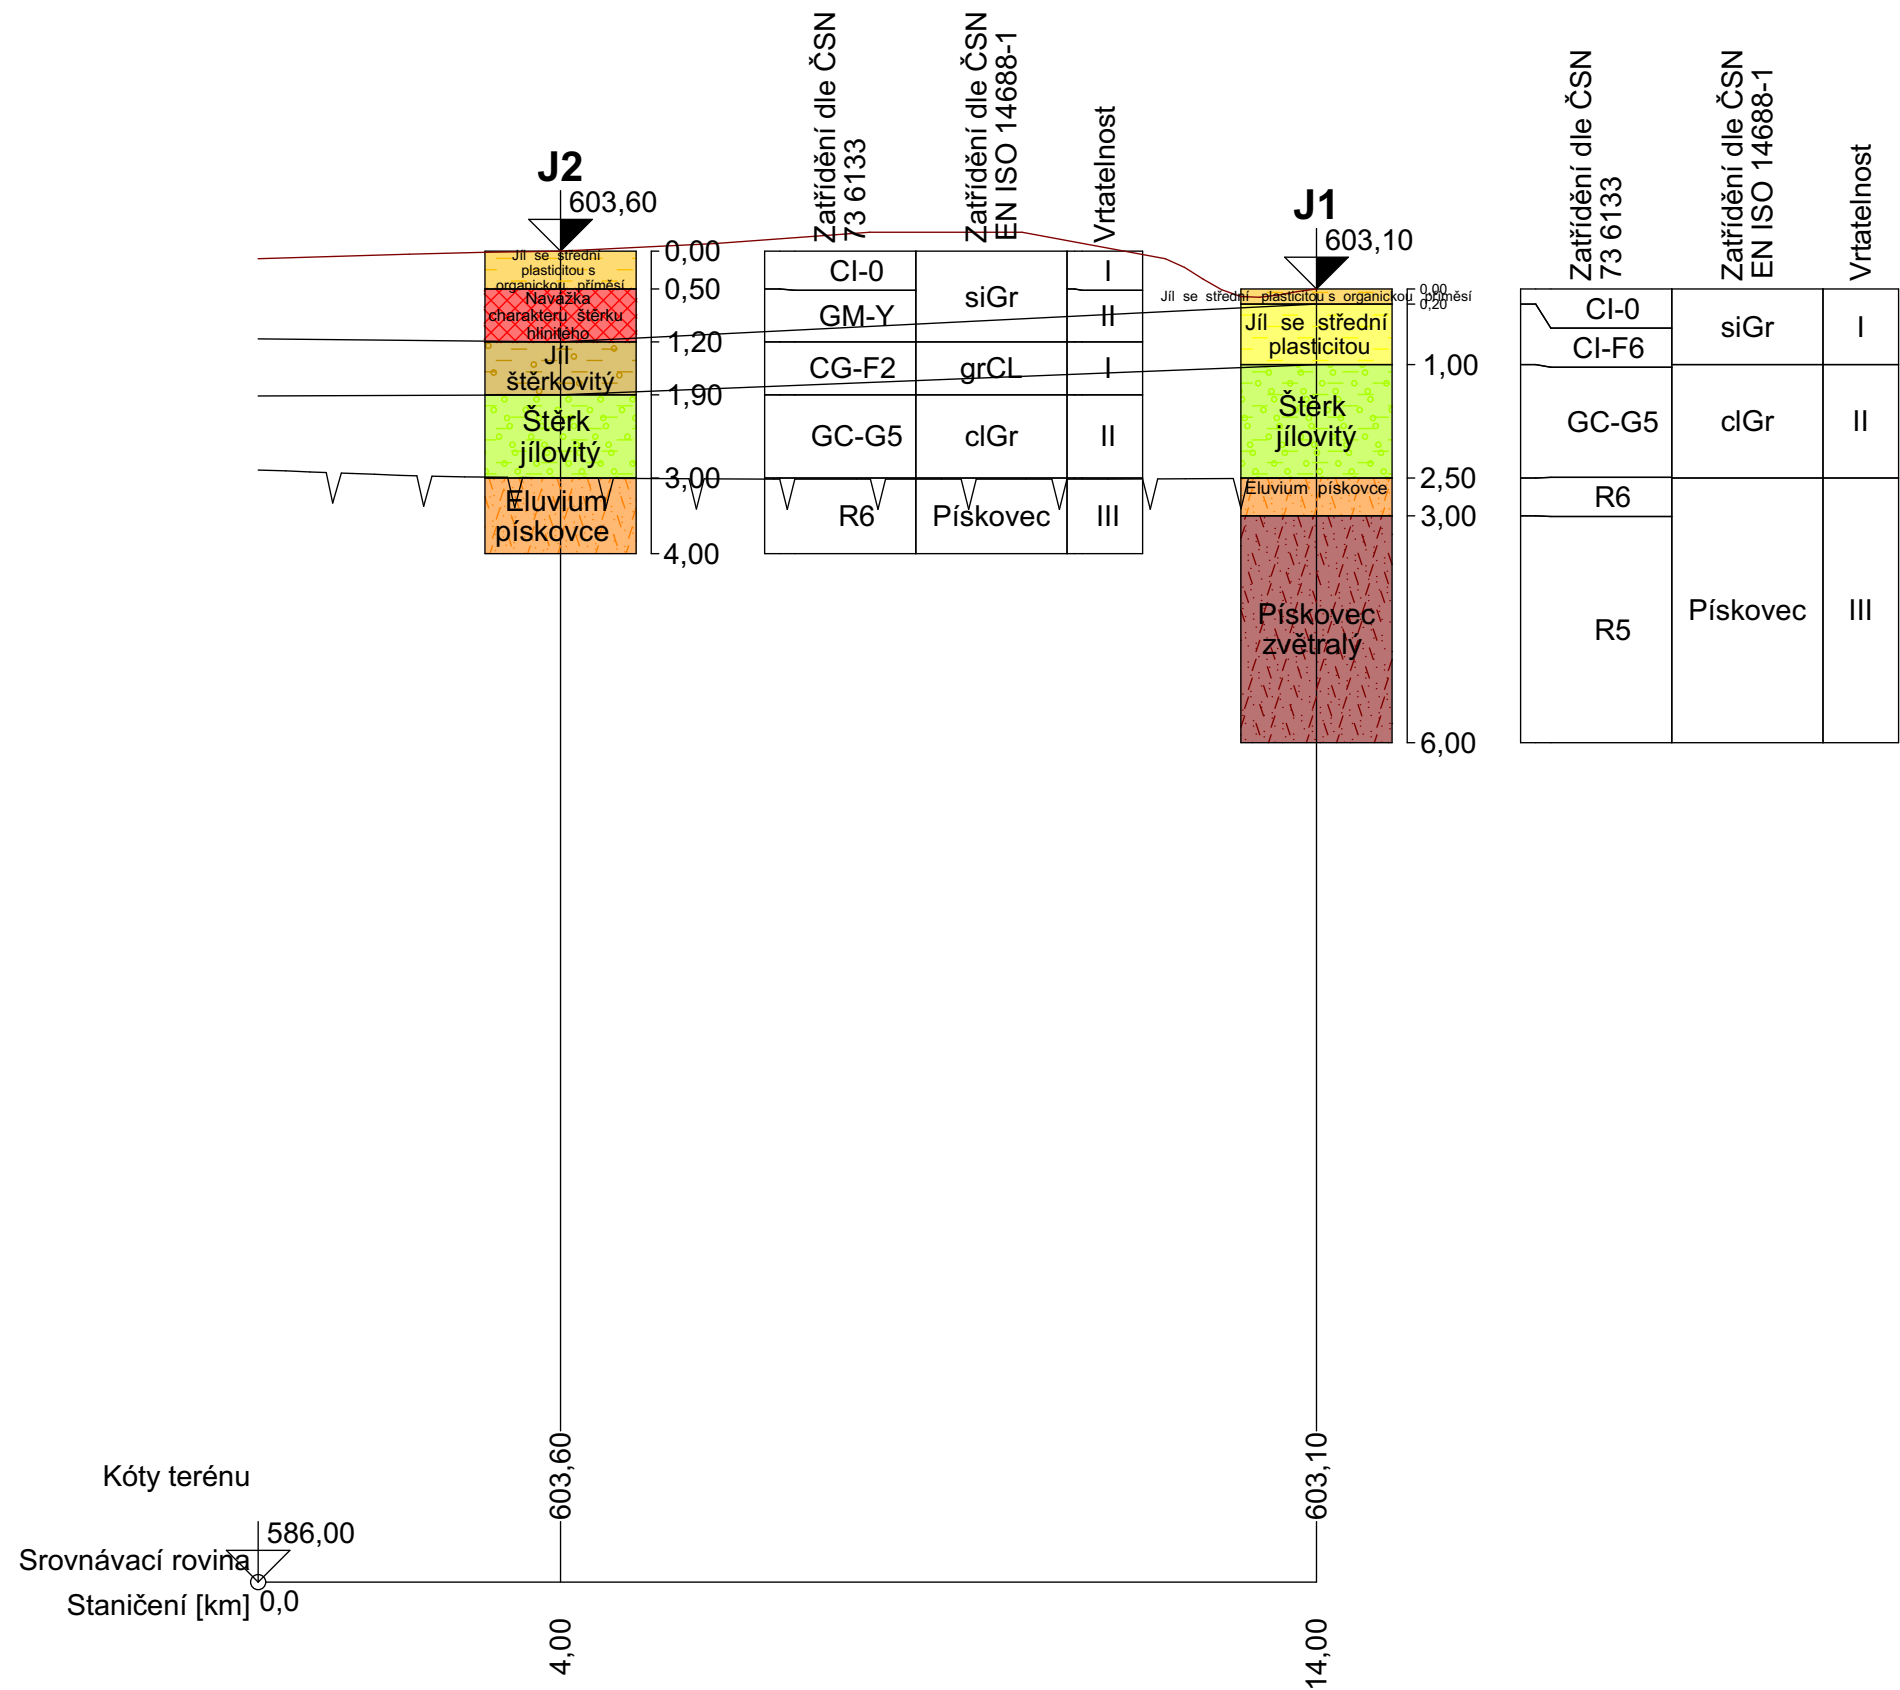 J2
603,60
Zatřídění dle ČSN
73 6133
Zatřídění dle ČSN
EN ISO 14688-1
Vrtatelnost
Jíl se střední
plasticitou s
organickou příměsí
Navážka
charakteru štěrku
hlinitého
Jíl
štěrkovitý
Štěrk
jílovitý
Eluvium
pískovce
0,00
0,50
1,20
1,90
3,00
4,00
CI-0
GM-Y
CG-F2
GC-G5
R6
siGr
grCL
clGr
Pískovec
I
II
I
II
III
J1
603,10
Zatřídění dle ČSN
73 6133
Zatřídění dle ČSN
EN ISO 14688-1
Vrtatelnost
Jíl se střední plasticitou s organickou příměsí
Jíl se střední
plasticitou
Štěrk
jílovitý
Eluvium pískovce
Pískovec
zvětralý
0,00
0,20
1,00
2,50
3,00
6,00
CI-0
CI-F6
GC-G5
R6
R5
siGr
clGr
Pískovec
I
II
III
Kóty terénu
603,60
603,10
586,00
Srovnávací rovina
Staničení [km]
0,0
4,00
14,00